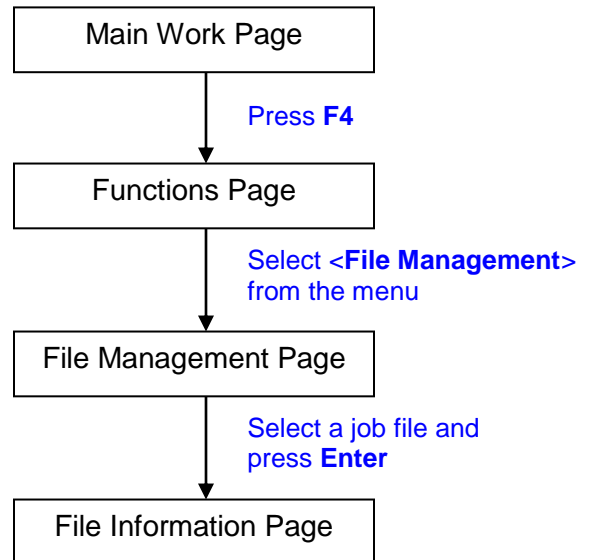 Main Work Page
Press F4
Functions Page
Select <File Management>
from the menu
File Management Page
Select a job file and
press Enter
File Information Page